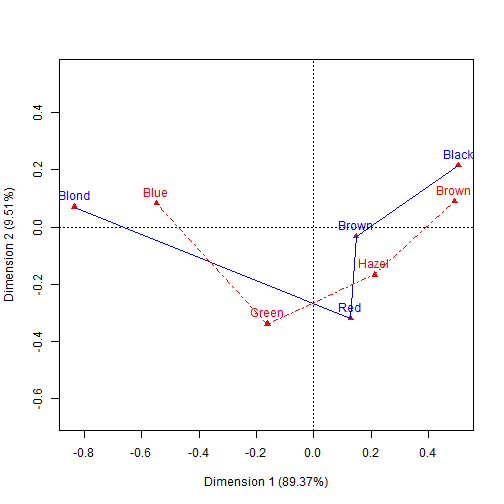 0.4
0.2
0.0
-0.2
-0.4
-0.6
Dimension 2 (9.51%)
Black
Brown
Blue
Blond
Brown
Hazel
Red
Green
-0.8
-0.6
-0.4
-0.2
0.0
0.2
0.4
Dimension 1 (89.37%)